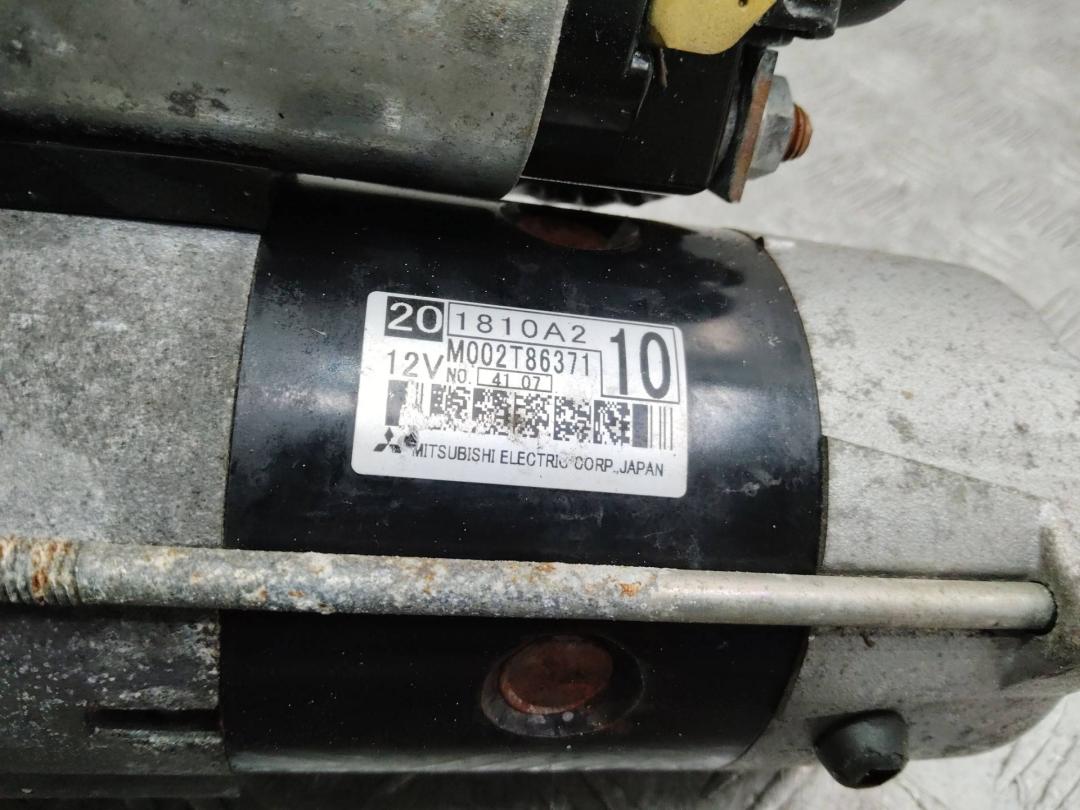 20 1810A2 10
12V M002T86371
NO. 41 07
MITSUBISHI ELECTRIC CORP., JAPAN